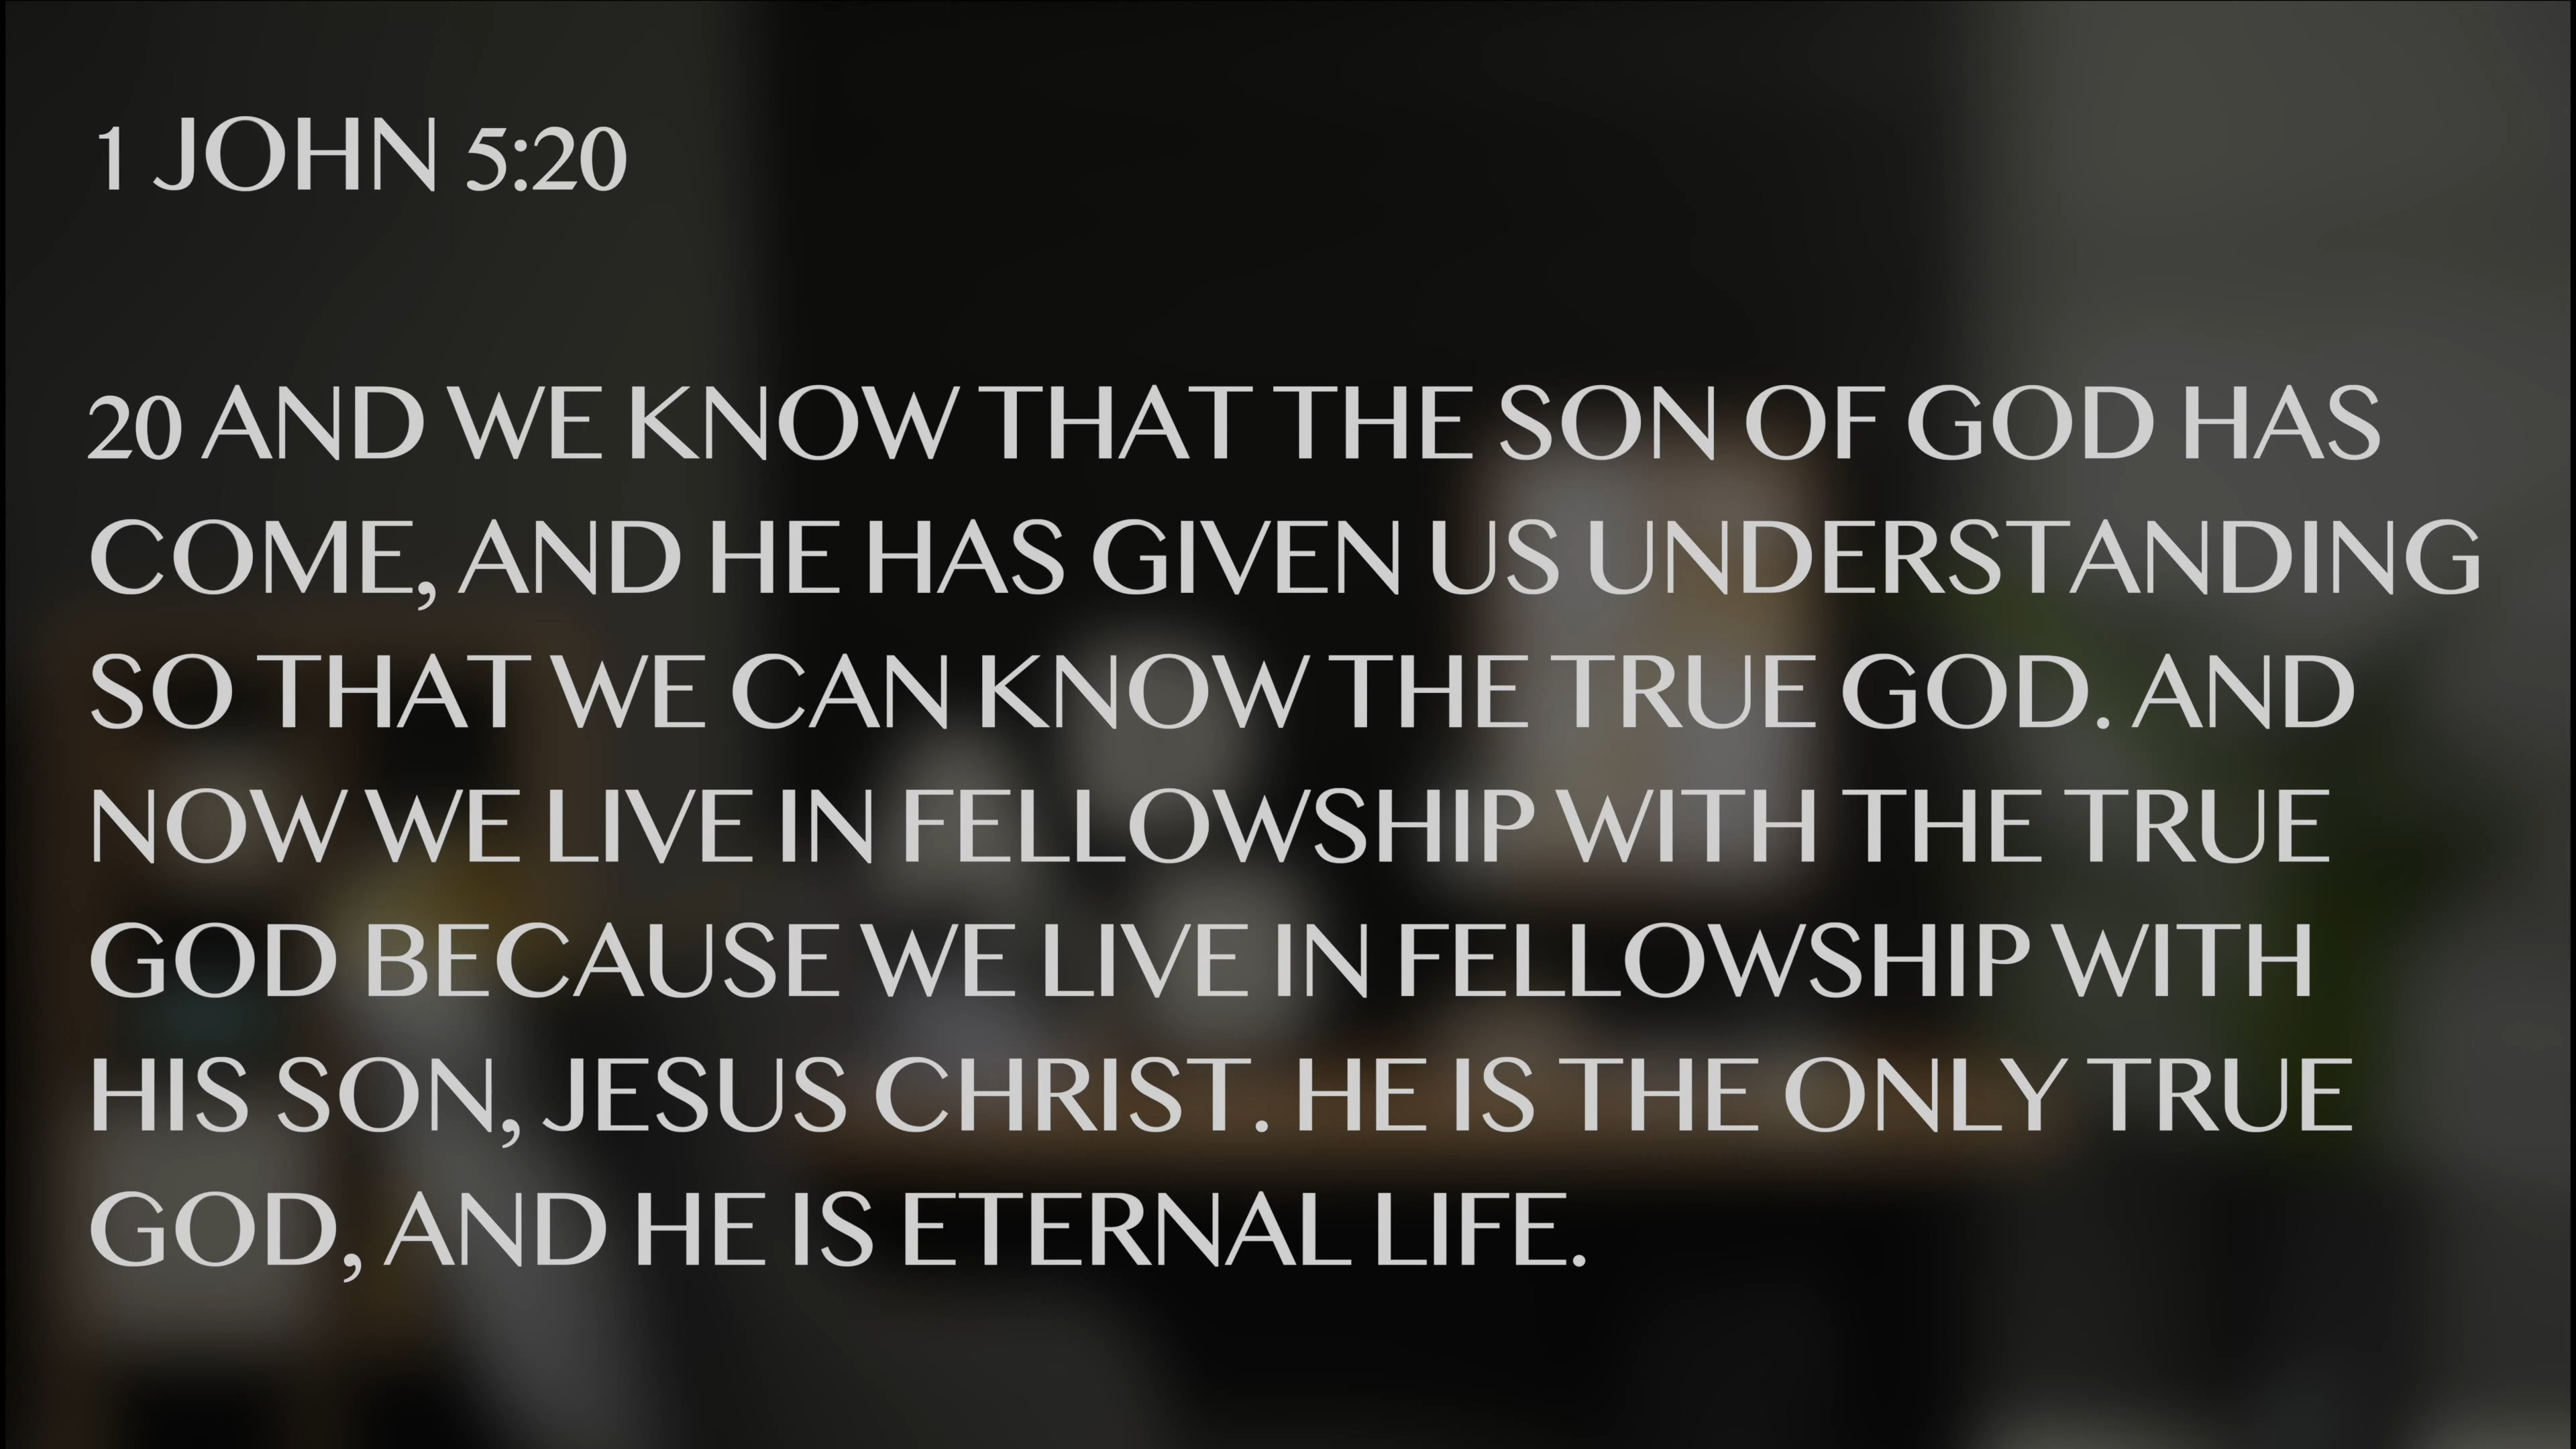 1 JOHN 5:20
20 AND WE KNOW THAT THE SON OF GOD HAS
COME, AND HE HAS GIVEN US UNDERSTANDING
SO THAT WE CAN KNOW THE TRUE GOD. AND
NOW WE LIVE IN FELLOWSHIP WITH THE TRUE
GOD BECAUSE WE LIVE IN FELLOWSHIP WITH
HIS SON, JESUS CHRIST. HE IS THE ONLY TRUE
GOD, AND HE IS ETERNAL LIFE.